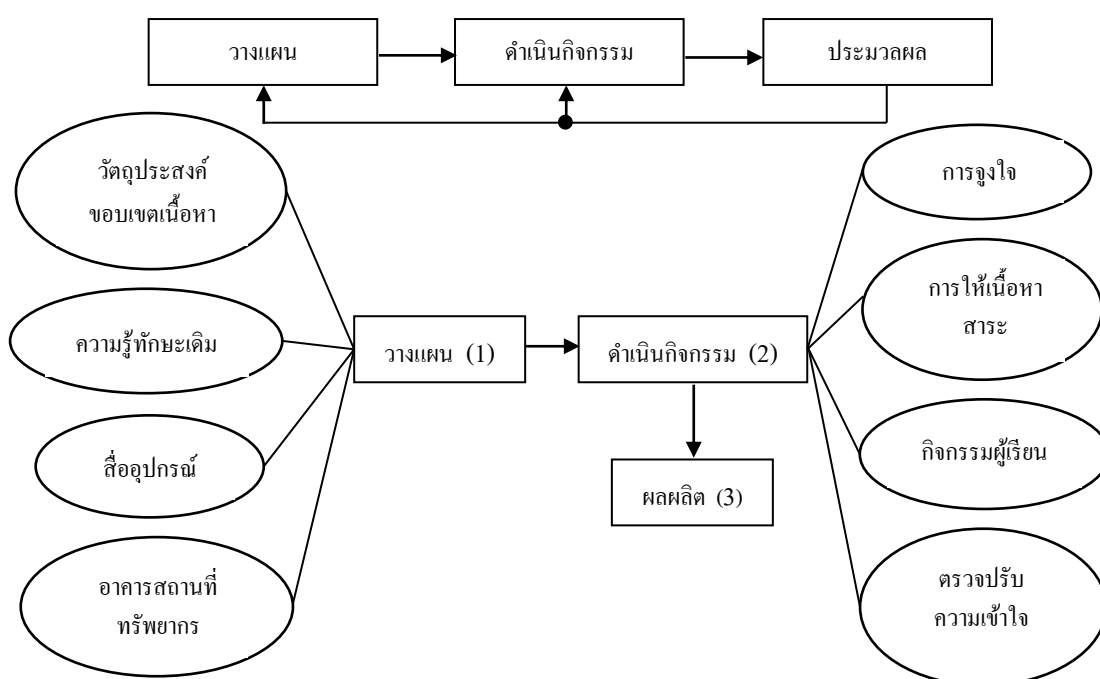 วางแผน
ดำเนินกิจกรรม
ประมวลผล
วัตถุประสงค์
ขอบเขตเนื้อหา
ความรู้ทักษะเดิม
สื่ออุปกรณ์
อาคารสถานที่
ทรัพยากร
วางแผน (1)
ดำเนินกิจกรรม (2)
ผลผลิต (3)
การจูงใจ
การให้เนื้อหา
สาระ
กิจกรรมผู้เรียน
ตรวจปรับ
ความเข้าใจ